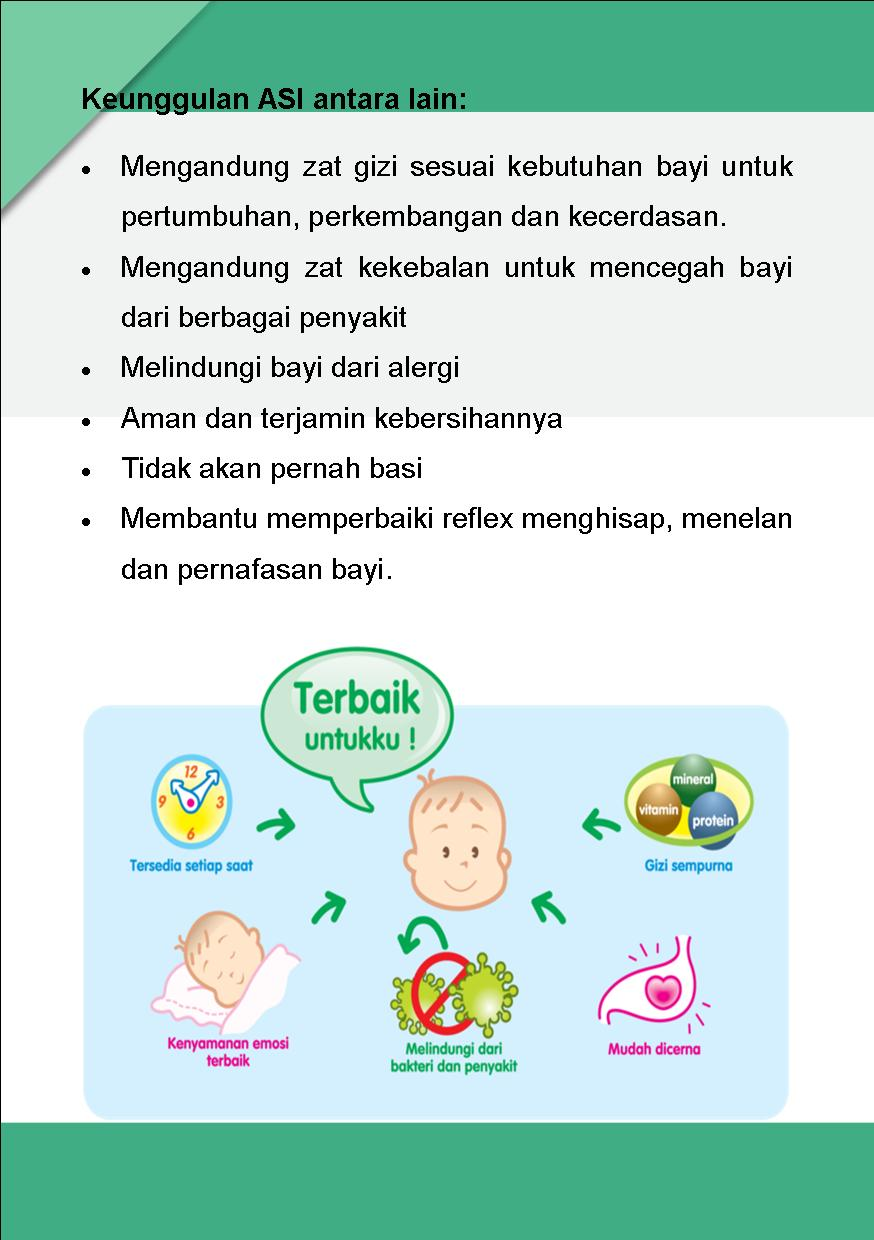 Keunggulan ASI antara lain:
• Mengandung zat gizi sesuai kebutuhan bayi untuk
pertumbuhan, perkembangan dan kecerdasan.
• Mengandung zat kekebalan untuk mencegah bayi
dari berbagai penyakit
• Melindungi bayi dari alergi
• Aman dan terjamin kebersihannya
• Tidak akan pernah basi
• Membantu memperbaiki reflex menghisap, menelan
dan pernafasan bayi.
Terbaik
untukku !
12
9 3
6
Tersedia setiap saat
mineral
vitamin
protein
Gizi sempurna
Kenyamanan emosi
terbaik
Melindungi dari
bakteri dan penyakit
Mudah dicerna